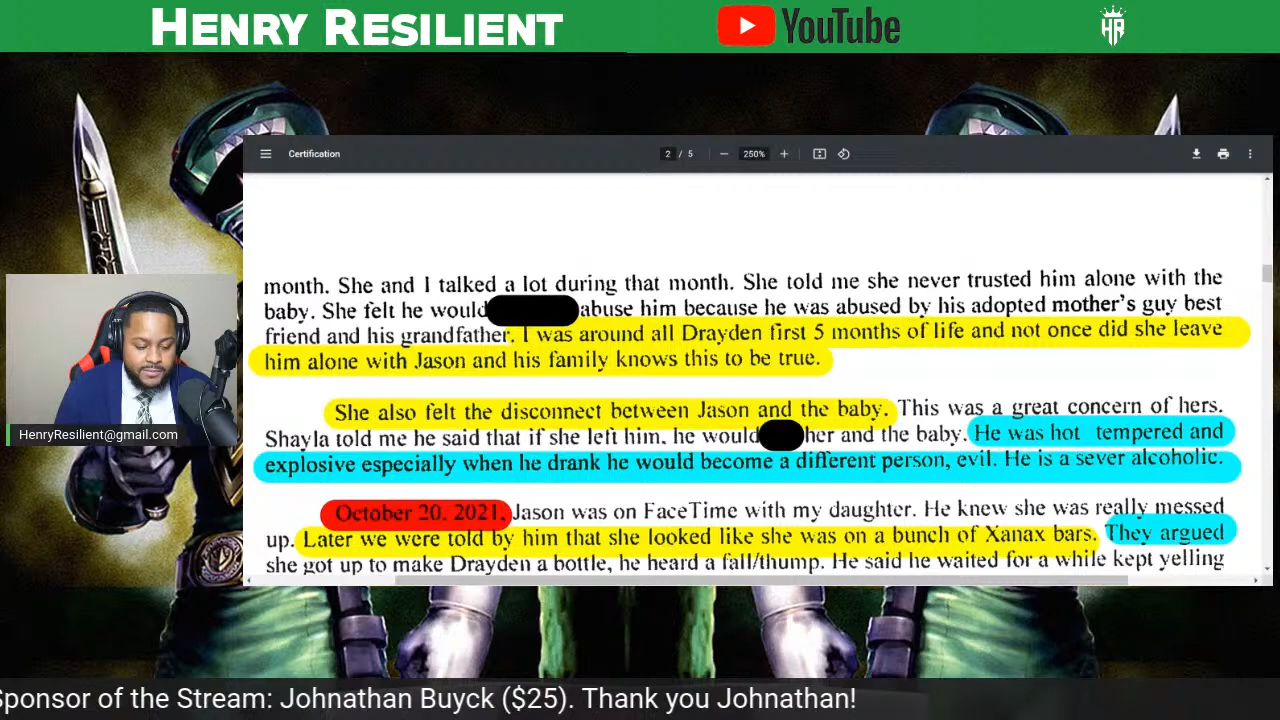 HENRY RESILIENT
YouTube
HR
Certification
2 / 5
250%
month. She and I talked a lot during that month. She told me she never trusted him alone with the
baby. She felt he would abuse him because he was abused by his adopted mother's guy best
friend and his grandfather. I was around all Drayden first 5 months of life and not once did she leave
him alone with Jason and his family knows this to be true.
She also felt the disconnect between Jason and the baby. This was a great concern of hers.
Shayla told me he said that if she left him, he would her and the baby. He was hot tempered and
explosive especially when he drank he would become a different person, evil. He is a sever alcoholic.
October 20, 2021, Jason was on FaceTime with my daughter. He knew she was really messed
up. Later we were told by him that she looked like she was on a bunch of Xanax bars. They argued
she got up to make Drayden a bottle, he heard a fall/thump. He said he waited for a while kept yelling
HenryResilient@gmail.com
Sponsor of the Stream: Johnathan Buyck ($25). Thank you Johnathan!